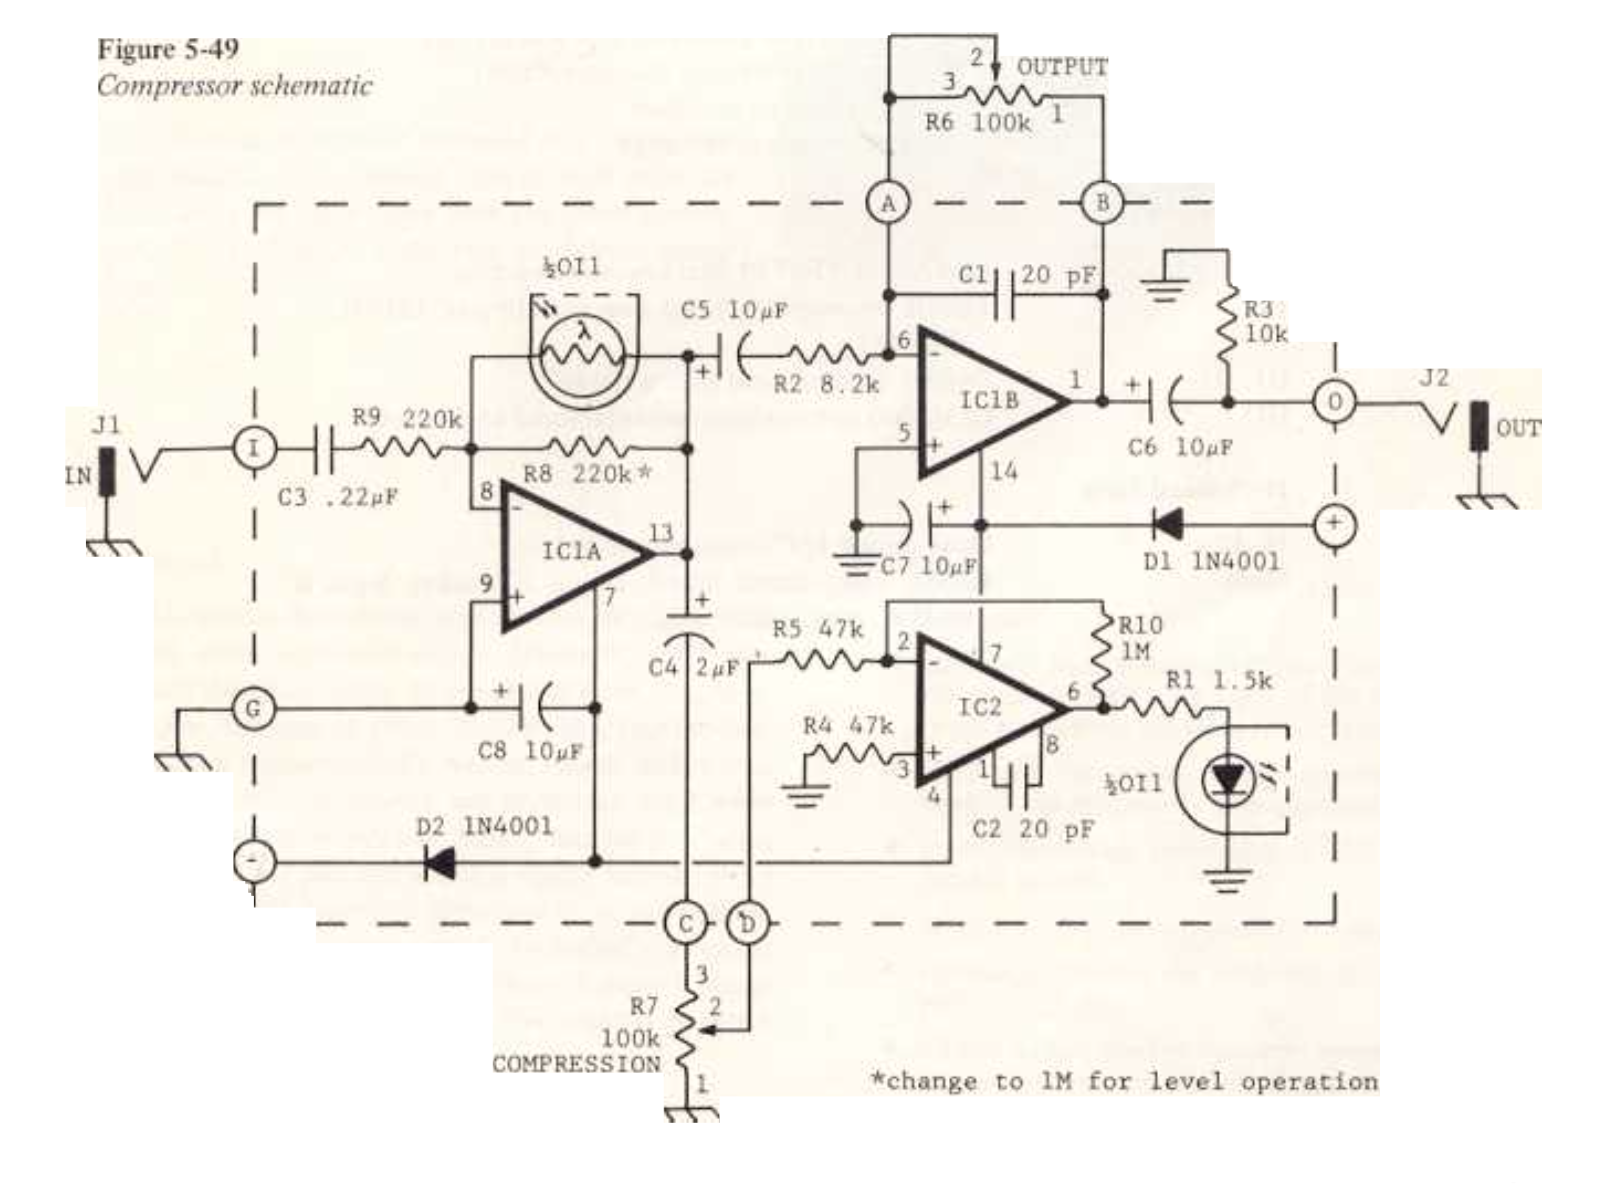 Figure 5-49
Compressor schematic
2
OUTPUT
3
R6 100k
1
A
B
½OI1
λ
C5 10µF
+
R2 8.2k
C1
20 pF
R3
10k
6
-
IC1B
1
5
+
14
+
C6 10µF
O
J2
OUT
J1
IN
I
C3 .22µF
R9 220k
R8 220k*
8
-
IC1A
13
9
+
7
+
C7 10µF
D1 1N4001
+
+
C4 2µF
R5 47k
2
-
7
R10
1M
IC2
6
R1 1.5k
R4 47k
+
3
4
1
8
C2 20 pF
½OI1
G
+
C8 10µF
D2 1N4001
-
C
D
3
R7
100k
COMPRESSION
2
1
*change to 1M for level operation